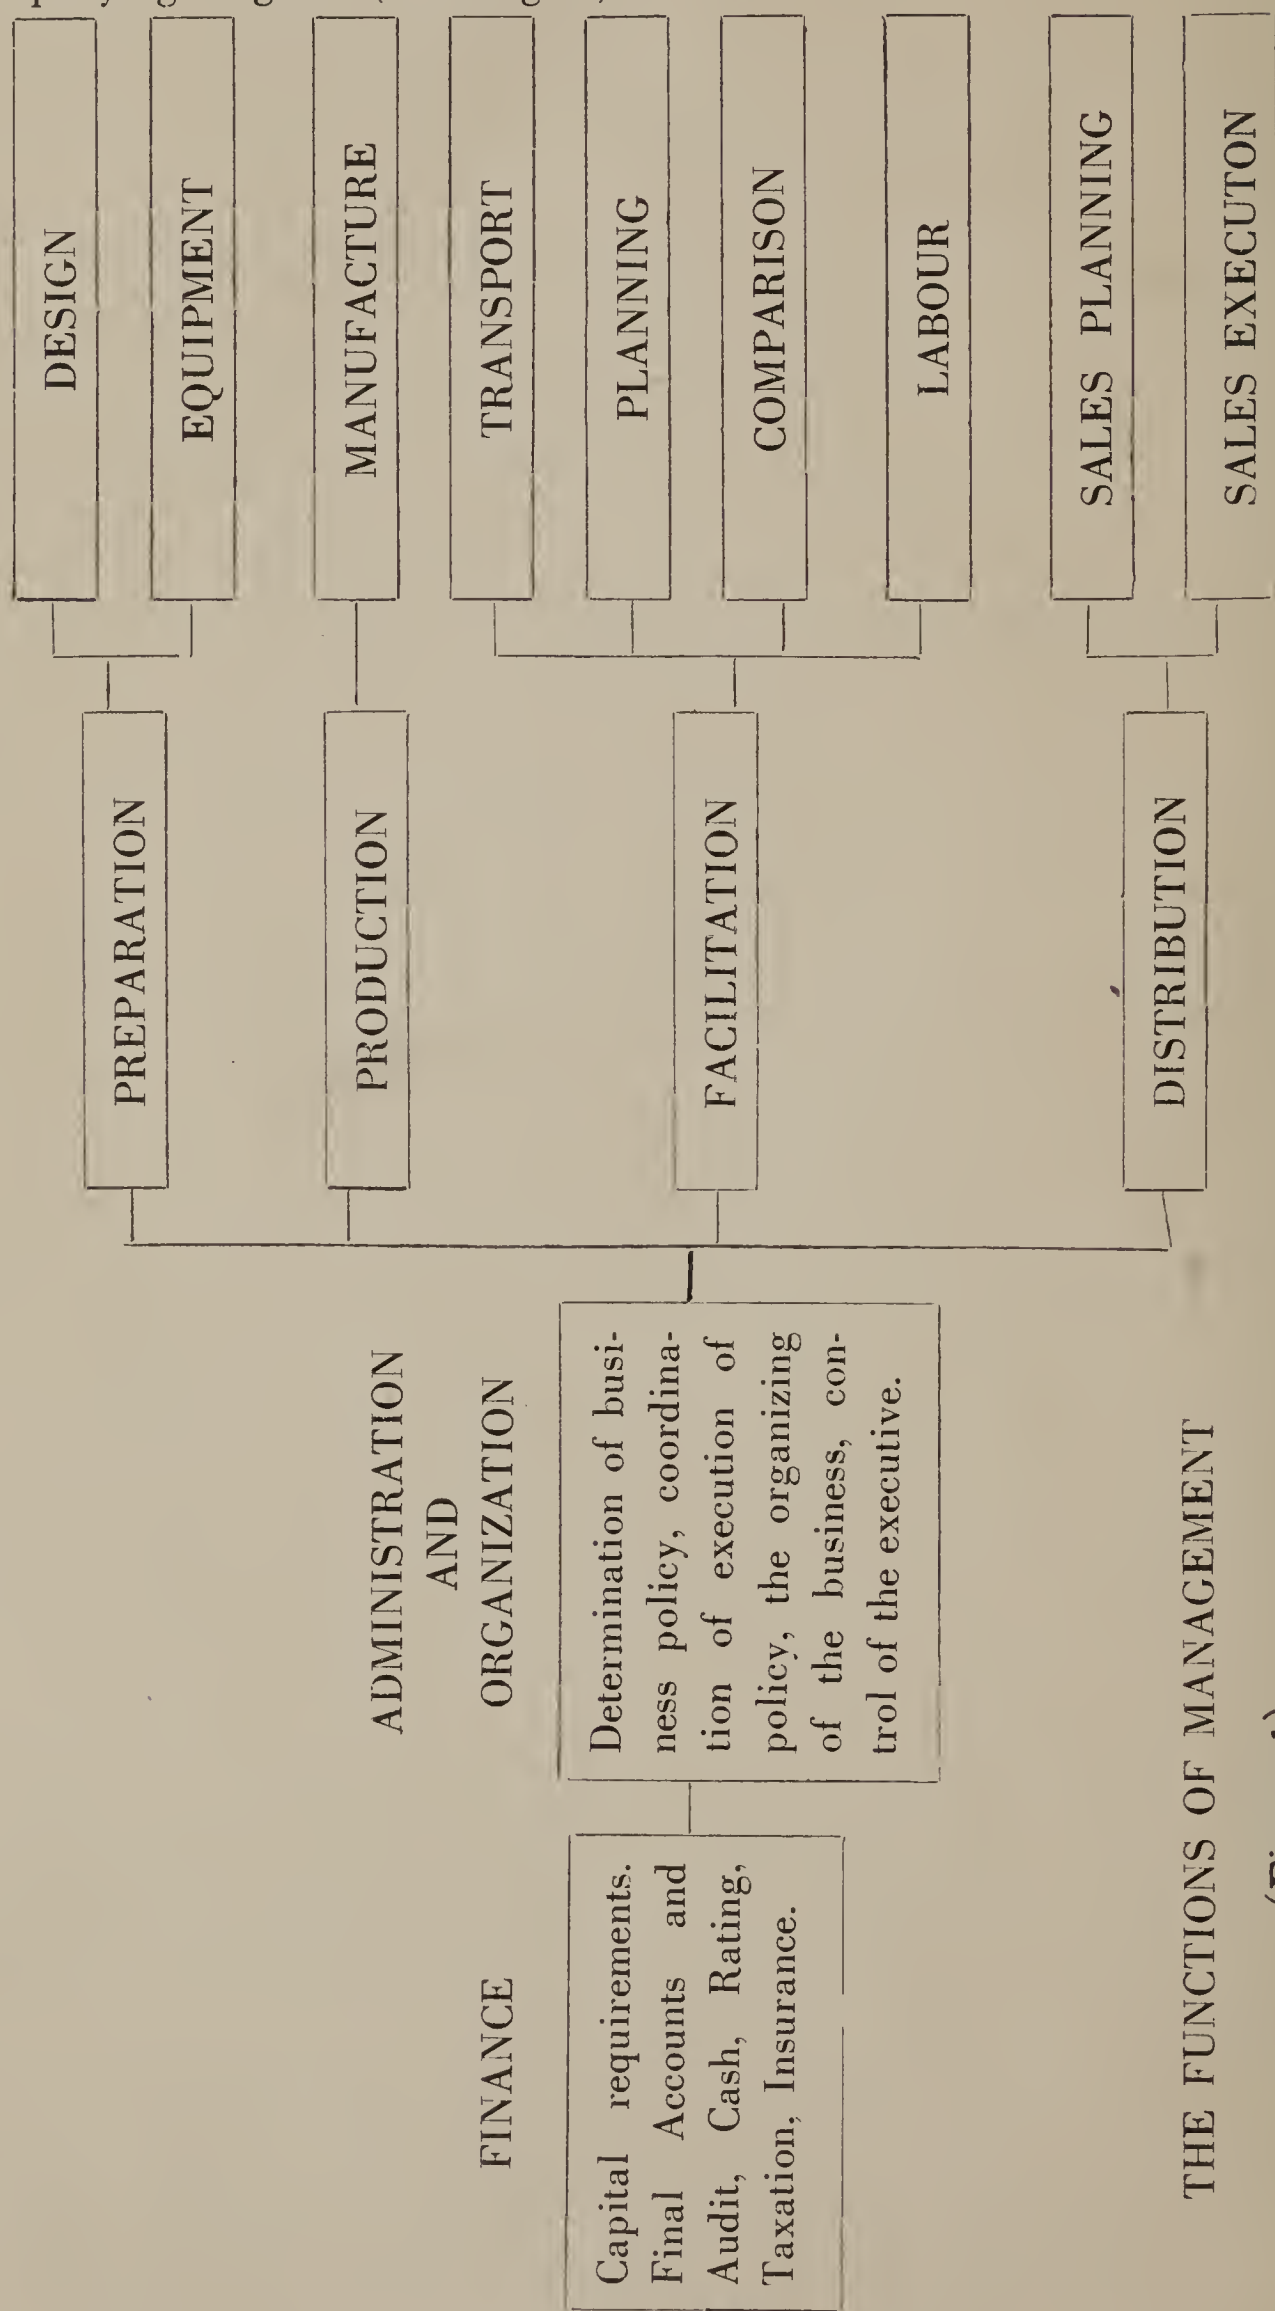 FINANCE
Capital requirements.
Final Accounts and
Audit, Cash, Rating,
Taxation, Insurance.
ADMINISTRATION
AND
ORGANIZATION
Determination of busi-
ness policy, coordina-
tion of execution of
policy, the organizing
of the business, con-
trol of the executive.
PREPARATION
PRODUCTION
FACILITATION
DISTRIBUTION
DESIGN
EQUIPMENT
MANUFACTURE
TRANSPORT
PLANNING
COMPARISON
LABOUR
SALES PLANNING
SALES EXECUTON
THE FUNCTIONS OF MANAGEMENT